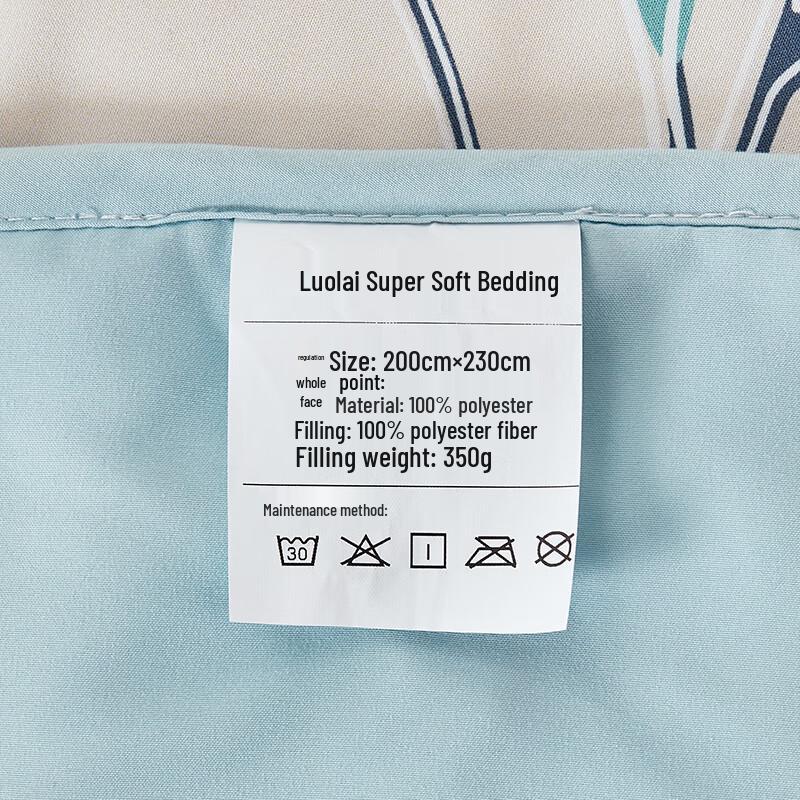 Luolai Super Soft Bedding
regulation Size: 200cm×230cm
whole point:
face Material: 100% polyester
Filling: 100% polyester fiber
Filling weight: 350g
Maintenance method:
30